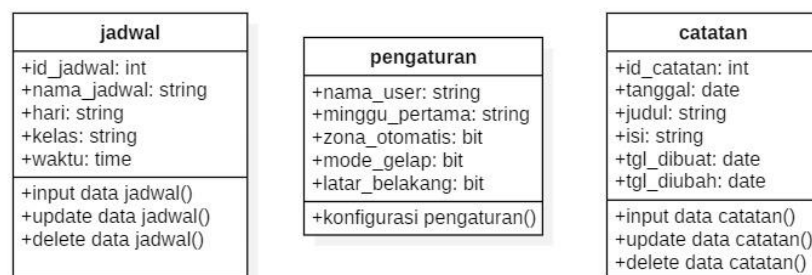 jadwal
+id_jadwal: int
+nama_jadwal: string
+hari: string
+kelas: string
+waktu: time
+input data jadwal()
+update data jadwal()
+delete data jadwal()
pengaturan
+nama_user: string
+minggu_pertama: string
+zona_otomatis: bit
+mode_gelap: bit
+latar_belakang: bit
+konfigurasi pengaturan()
catatan
+id_catatan: int
+tanggal: date
+judul: string
+isi: string
+tgl_dibuat: date
+tgl_diubah: date
+input data catatan()
+update data catatan()
+delete data catatan()